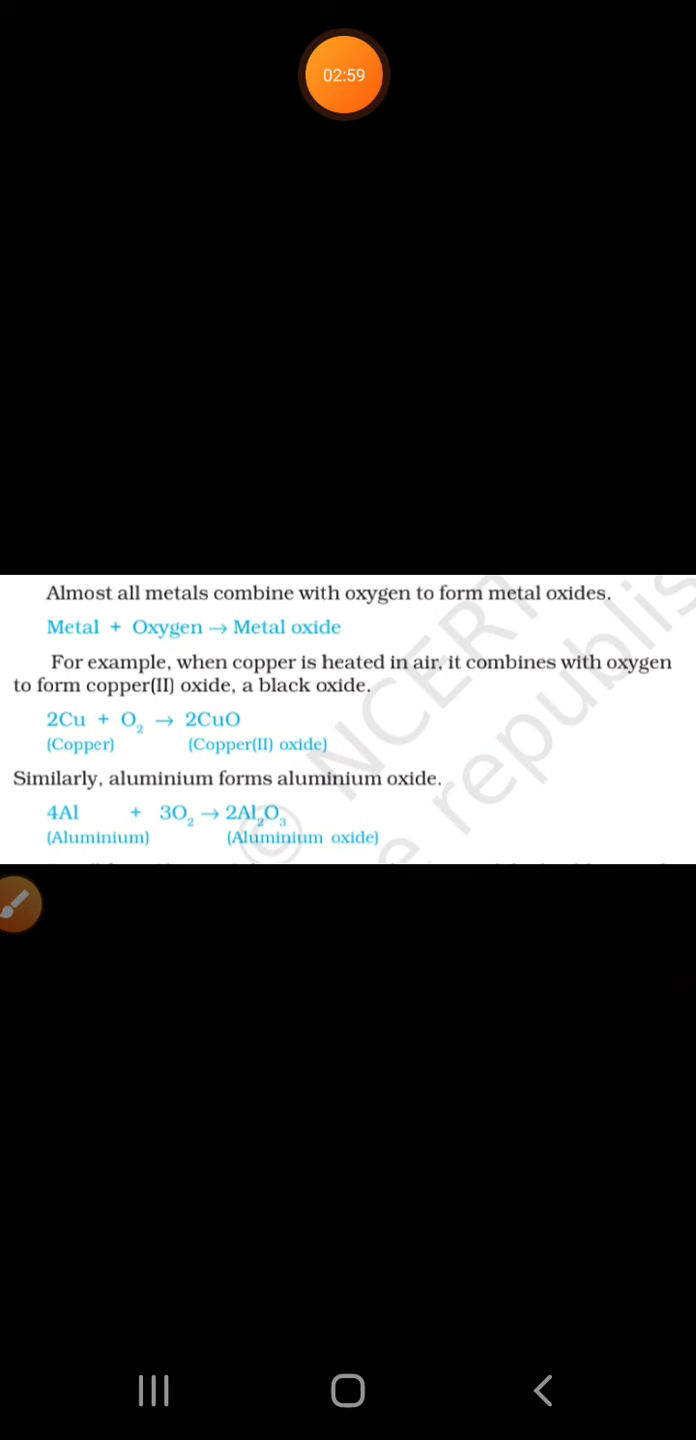 02:59
Almost all metals combine with oxygen to form metal oxides.
Metal + Oxygen → Metal oxide
For example, when copper is heated in air, it combines with oxygen
to form copper(II) oxide, a black oxide.
2Cu + O₂ → 2CuO
(Copper) (Copper(II) oxide)
Similarly, aluminium forms aluminium oxide.
4Al + 3O₂ → 2Al₂O₃
(Aluminium) (Aluminium oxide)
© NCERT
republis